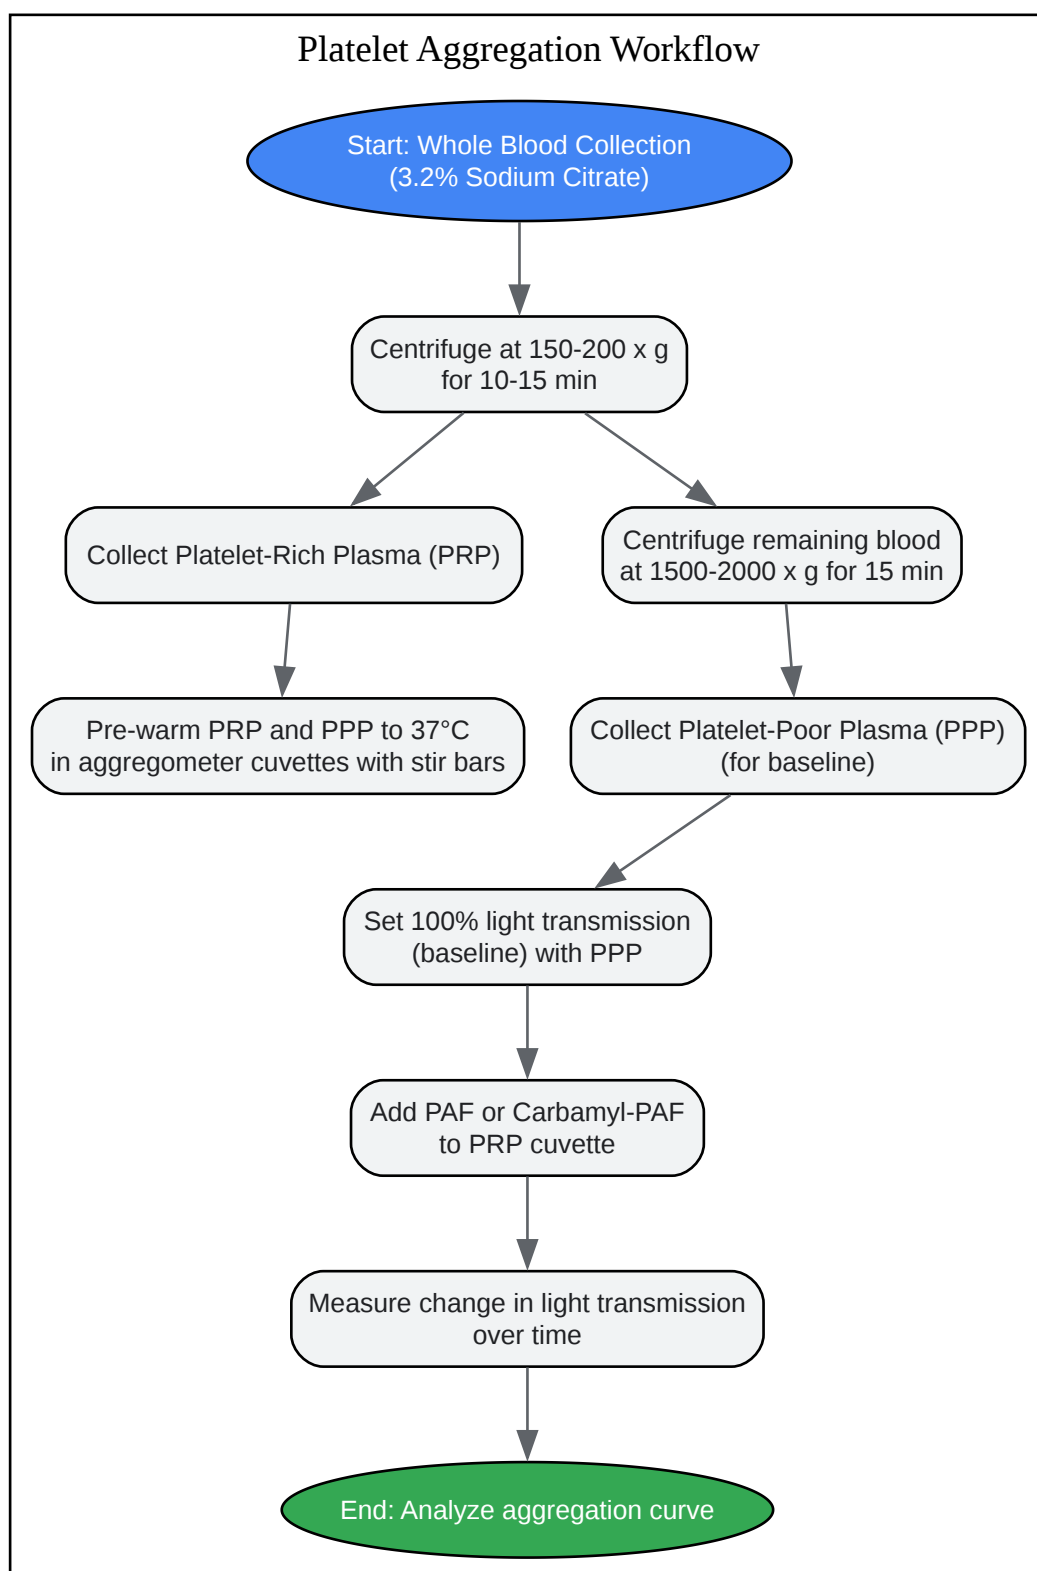 Platelet Aggregation Workflow
Start: Whole Blood Collection
(3.2% Sodium Citrate)
Centrifuge at 150-200 x g
for 10-15 min
Collect Platelet-Rich Plasma (PRP)
Centrifuge remaining blood
at 1500-2000 x g for 15 min
Pre-warm PRP and PPP to 37°C
in aggregometer cuvettes with stir bars
Collect Platelet-Poor Plasma (PPP)
(for baseline)
Set 100% light transmission
(baseline) with PPP
Add PAF or Carbamyl-PAF
to PRP cuvette
Measure change in light transmission
over time
End: Analyze aggregation curve